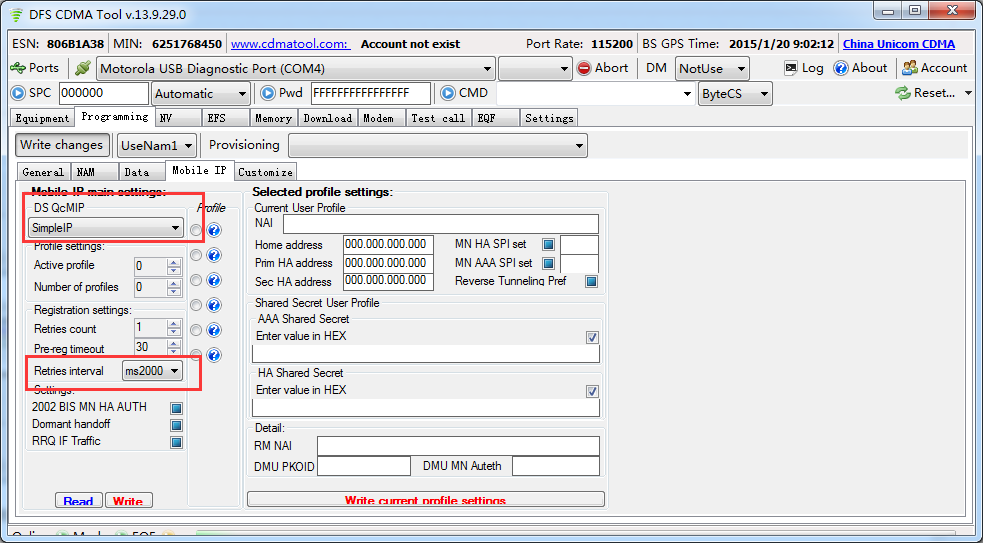 DFS CDMA Tool v.13.9.29.0
ESN: 806B1A38 MIN: 6251768450 www.cdmatool.com: Account not exist Port Rate: 115200 BS GPS Time: 2015/1/20 9:02:12 China Unicom CDMA
Ports Motorola USB Diagnostic Port (COM4) Abort DM NotUse Log About Account
SPC 000000 Automatic Pwd FFFFFFFFFFFFFFFF CMD ByteCS Reset...
Equipment Programming NV EFS Memory Download Modem Test call EQF Settings
Write changes UseNam1 Provisioning
General NAM Data Mobile IP Customize
Mobile IP main settings:
DS QcMIP Profile
SimpleIP
Profile settings:
Active profile 0
Number of profiles 0
Registration settings:
Retries count 1
Pre-reg timeout 30
Retries interval ms2000
Settings:
2002 BIS MN HA AUTH
Dormant handoff
RRQ IF Traffic
Read Write
Selected profile settings:
Current User Profile
NAI
Home address 000.000.000.000 MN HA SPI set
Prim HA address 000.000.000.000 MN AAA SPI set
Sec HA address 000.000.000.000 Reverse Tunneling Pref
Shared Secret User Profile
AAA Shared Secret
Enter value in HEX
HA Shared Secret
Enter value in HEX
Detail:
RM NAI
DMU PKOID DMU MN Auteth
Write current profile settings